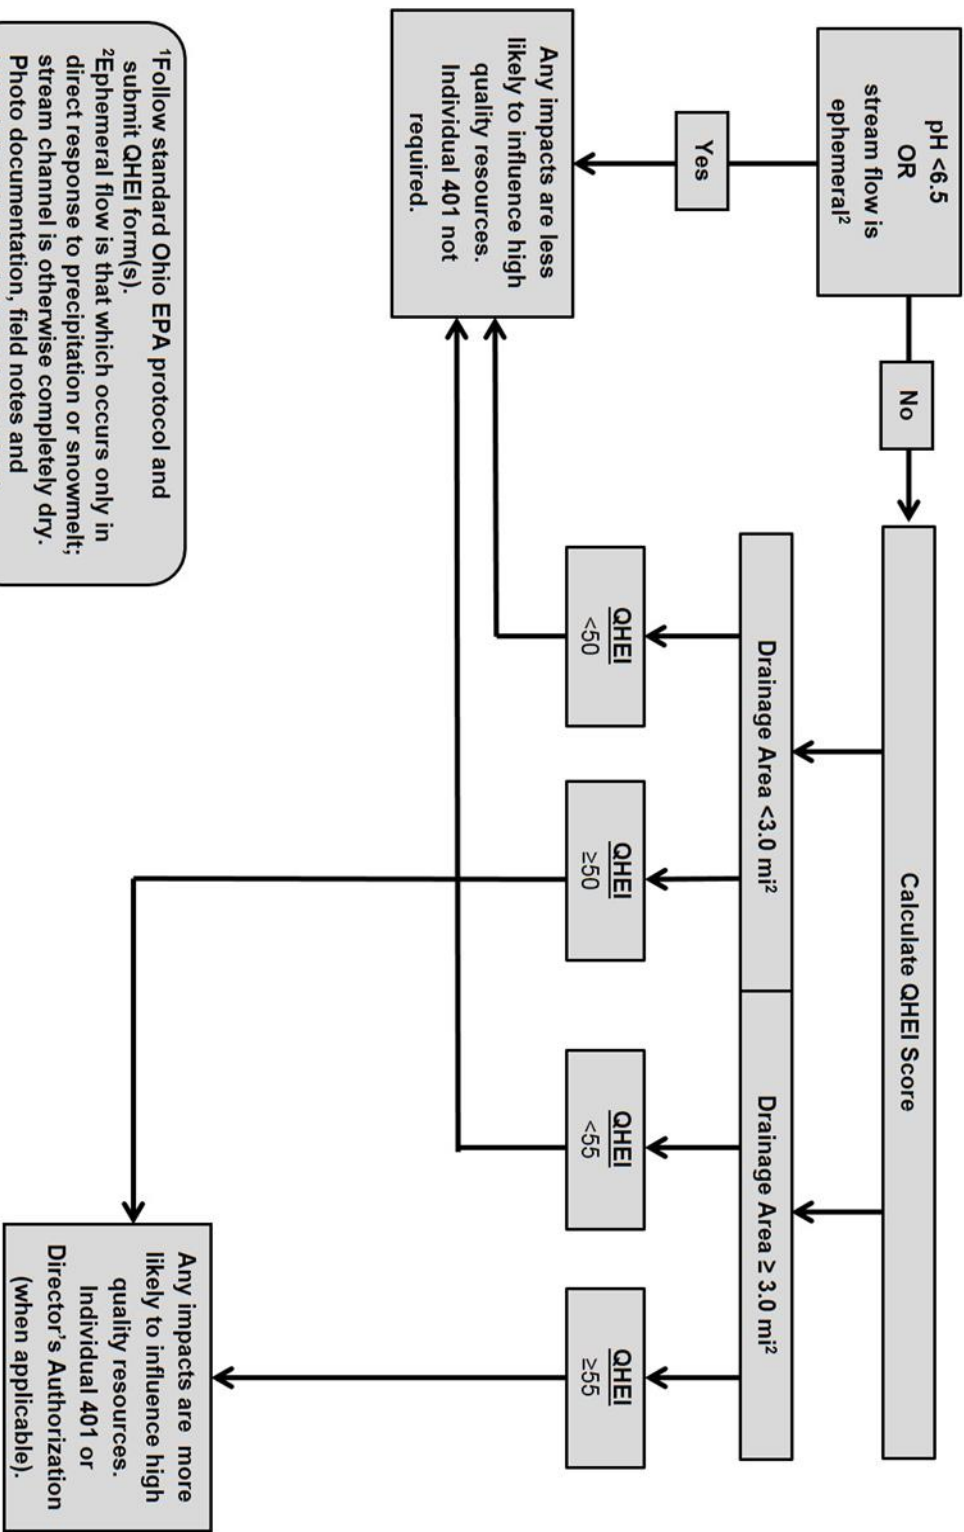 pH <6.5
OR
stream flow is
ephemeral²
Yes
No
Any impacts are less
likely to influence high
quality resources.
Individual 401 not
required.
Calculate QHEI Score
Drainage Area <3.0 mi²
Drainage Area ≥ 3.0 mi²
QHEI
<50
QHEI
≥50
QHEI
<55
QHEI
≥55
Any impacts are more
likely to influence high
quality resources.
Individual 401 or
Director's Authorization
(when applicable).
¹Follow standard Ohio EPA protocol and
submit QHEI form(s).
²Ephemeral flow is that which occurs only in
direct response to precipitation or snowmelt;
stream channel is otherwise completely dry.
Photo documentation, field notes and